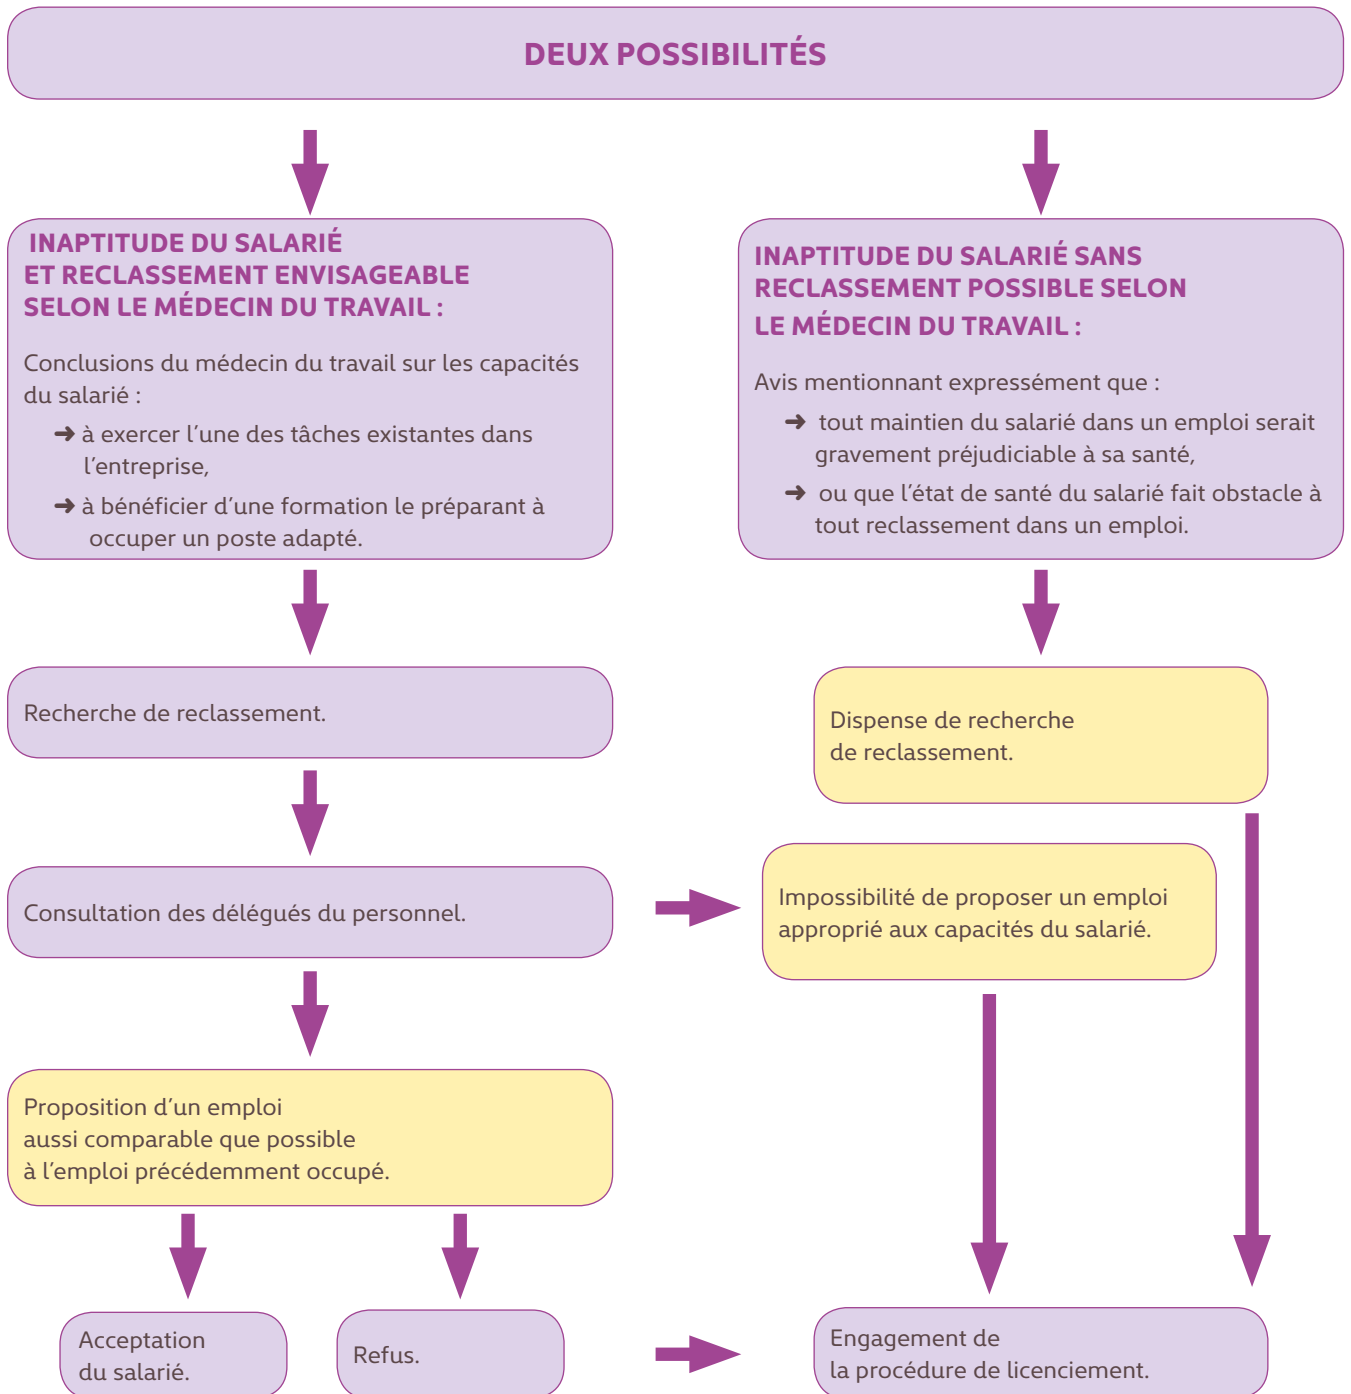 DEUX POSSIBILITÉS
INAPTITUDE DU SALARIÉ
ET RECLASSEMENT ENVISAGEABLE
SELON LE MÉDECIN DU TRAVAIL :
Conclusions du médecin du travail sur les capacités
du salarié :
➜ à exercer l’une des tâches existantes dans
l’entreprise,
➜ à bénéficier d’une formation le préparant à
occuper un poste adapté.
INAPTITUDE DU SALARIÉ SANS
RECLASSEMENT POSSIBLE SELON
LE MÉDECIN DU TRAVAIL :
Avis mentionnant expressément que :
➜ tout maintien du salarié dans un emploi serait
gravement préjudiciable à sa santé,
➜ ou que l’état de santé du salarié fait obstacle à
tout reclassement dans un emploi.
Recherche de reclassement.
Dispense de recherche
de reclassement.
Consultation des délégués du personnel.
Impossibilité de proposer un emploi
approprié aux capacités du salarié.
Proposition d’un emploi
aussi comparable que possible
à l’emploi précédemment occupé.
Acceptation
du salarié.
Refus.
Engagement de
la procédure de licenciement.